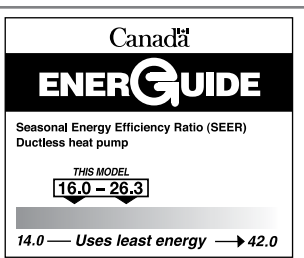 Canada
ENERGUIDE
Seasonal Energy Efficiency Ratio (SEER)
Ductless heat pump
THIS MODEL
16.0 – 26.3
14.0 — Uses least energy → 42.0